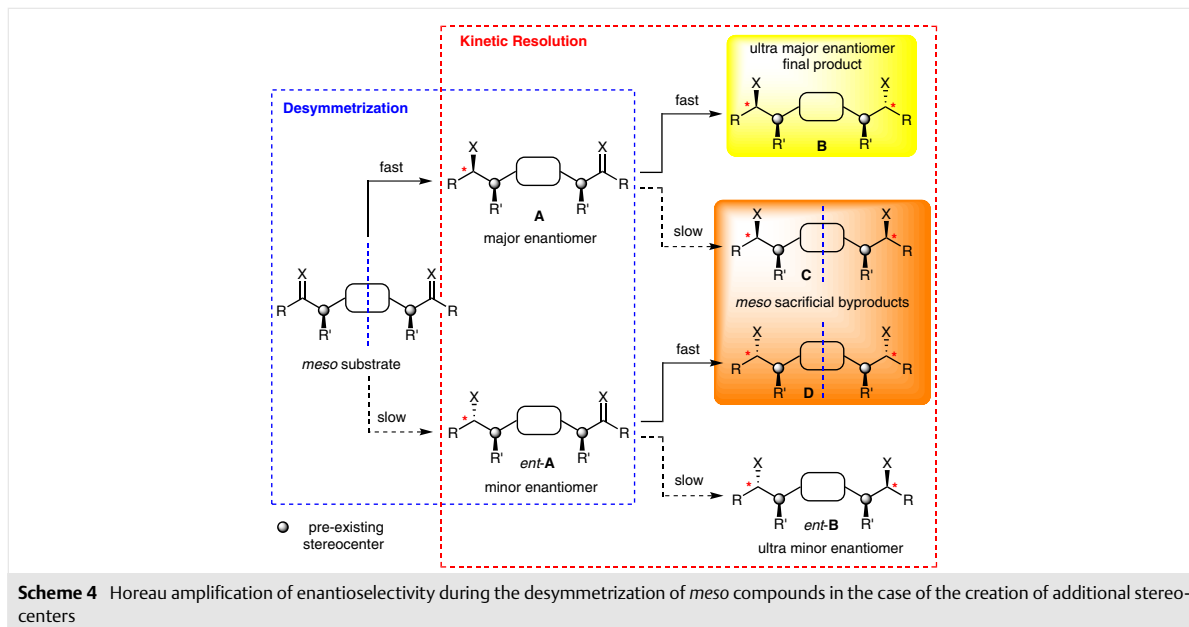 Kinetic Resolution
ultra major enantiomer
final product
X
X
*
*
R
R
R'
R'
B
Desymmetrization
fast
fast
X
X
*
R
R
R'
R'
A
major enantiomer
slow
X
X
*
*
R
R
R'
R'
C
meso sacrificial byproducts
X
X
R
R
R'
R'
meso substrate
X
X
*
*
R
R
R'
R'
D
fast
slow
X
X
*
R
R
R'
R'
ent-A
minor enantiomer
slow
X
X
*
*
R
R
R'
R'
ent-B
ultra minor enantiomer
pre-existing
stereocenter
Scheme 4 Horeau amplification of enantioselectivity during the desymmetrization of meso compounds in the case of the creation of additional stereo-
centers